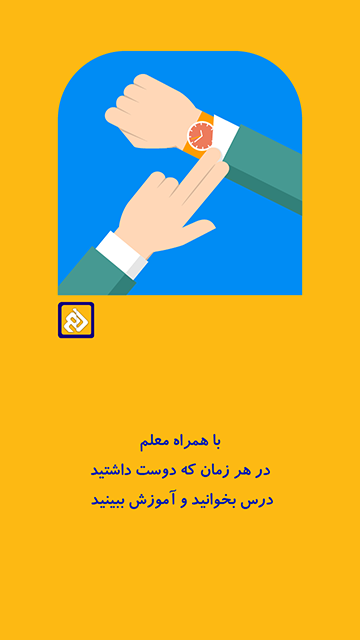 با همراه معلم
در هر زمان که دوست داشتید
درس بخوانید و آموزش ببینید